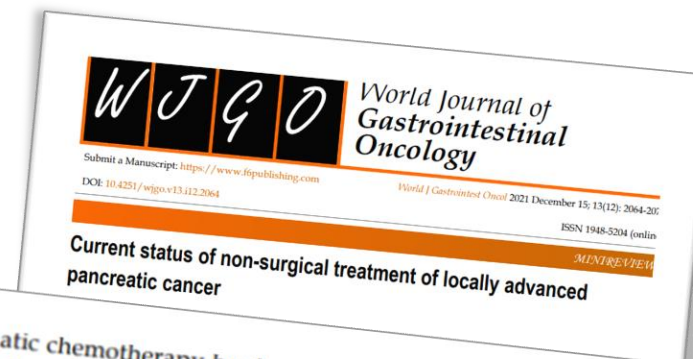 WJGO
World Journal of
Gastrointestinal
Oncology
Submit a Manuscript: https://www.f6publishing.com
World J Gastrointest Oncol 2021 December 15; 13(12): 2064-207
DOI: 10.4251/wjgo.v13.i12.2064
ISSN 1948-5204 (onlin
MINIREVIEW
Current status of non-surgical treatment of locally advanced
pancreatic cancer
atic chemotherapy